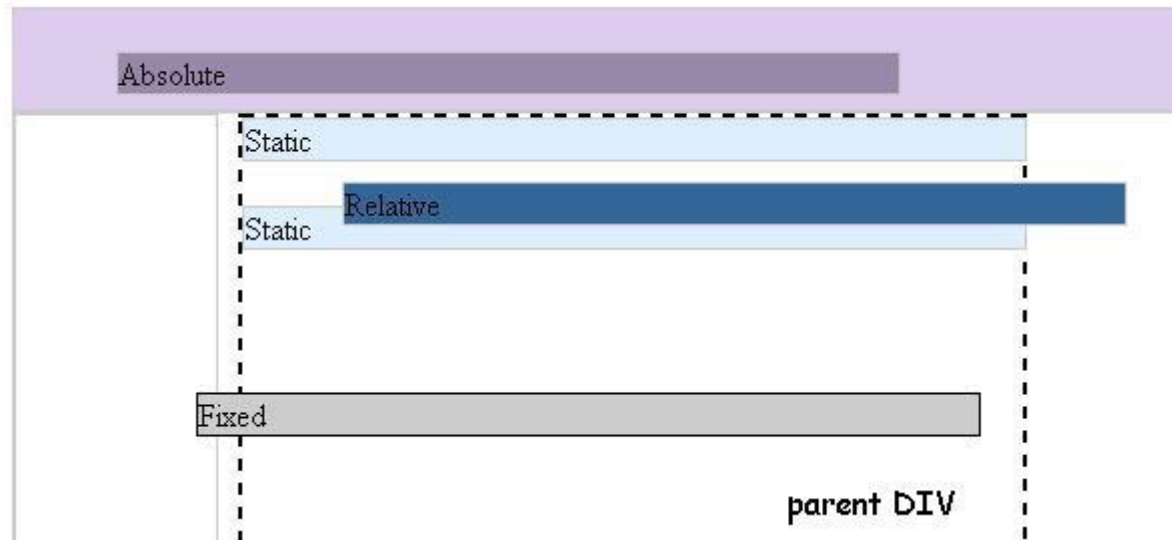 Absolute
Static
Relative
Static
Fixed
parent DIV